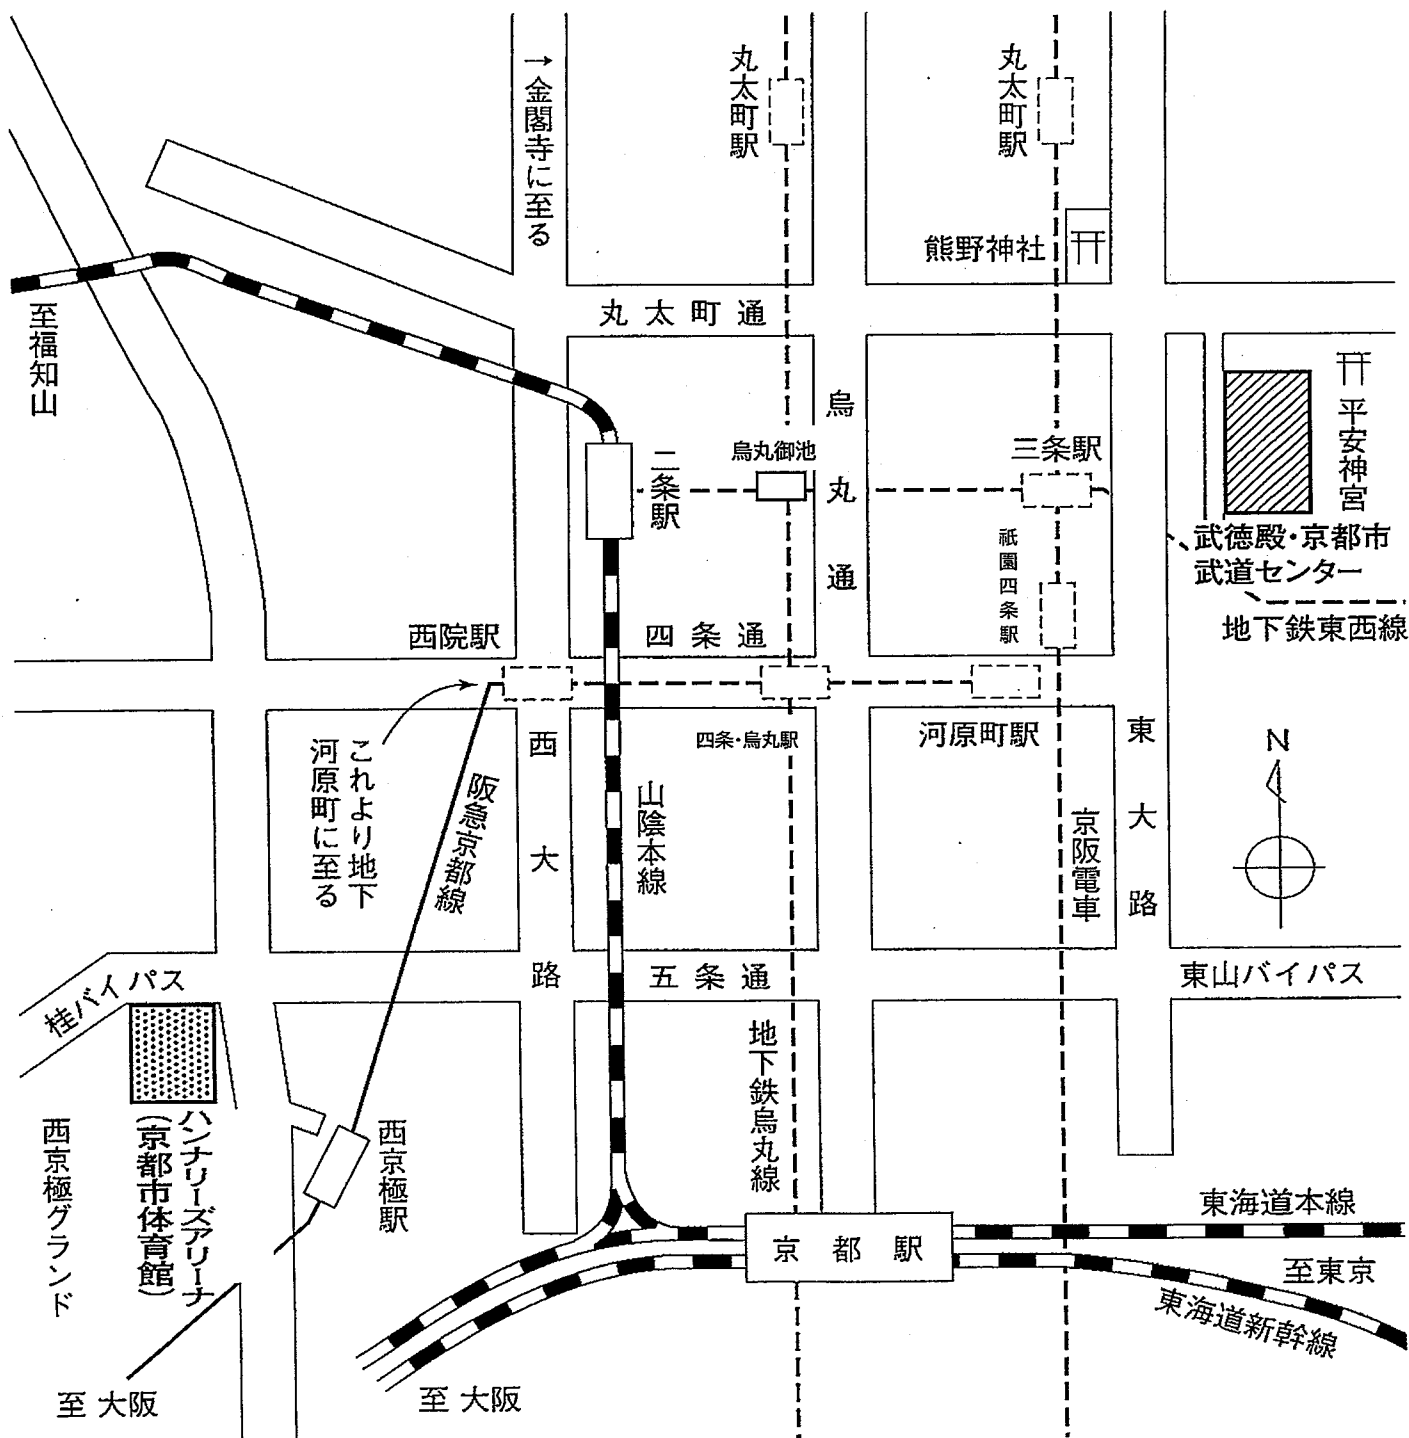 →金閣寺に至る
丸太町駅
丸太町駅
熊野神社
至福知山
丸太町通
平安神宮
烏丸通
烏丸御池
三条駅
二条駅
武徳殿・京都市
武道センター
祇園四条駅
地下鉄東西線
西院駅
四条通
四条・烏丸駅
河原町駅
これより地下
河原町に至る
阪急京都線
西大路
山陰本線
東大路
京阪電車
N
桂バイパス
五条通
東山バイパス
地下鉄烏丸線
ハンナリーズアリーナ
(京都市体育館)
西京極グランド
西京極駅
京都駅
東海道本線
至東京
東海道新幹線
至 大阪
至 大阪